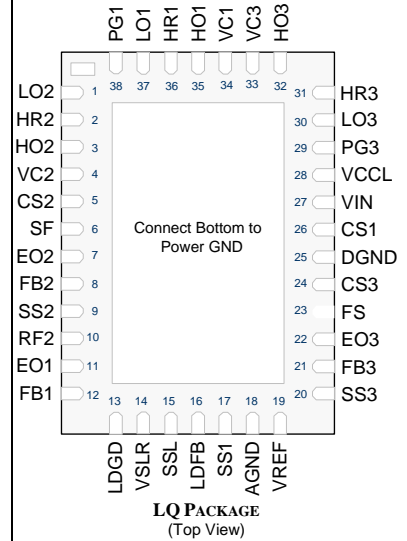 PG1 LO1 HR1 HO1 VC1 VC3 HO3
38 37 36 35 34 33 32
LO2 1
HR2 2
HO2 3
VC2 4
CS2 5
SF 6
EO2 7
FB2 8
SS2 9
RF2 10
EO1 11
FB1 12
Connect Bottom to
Power GND
31 HR3
30 LO3
29 PG3
28 VCCL
27 VIN
26 CS1
25 DGND
24 CS3
23 FS
22 EO3
21 FB3
20 SS3
13 14 15 16 17 18 19
LDGD VSLR SSL LDFB SS1 AGND VREF
LQ PACKAGE
(Top View)